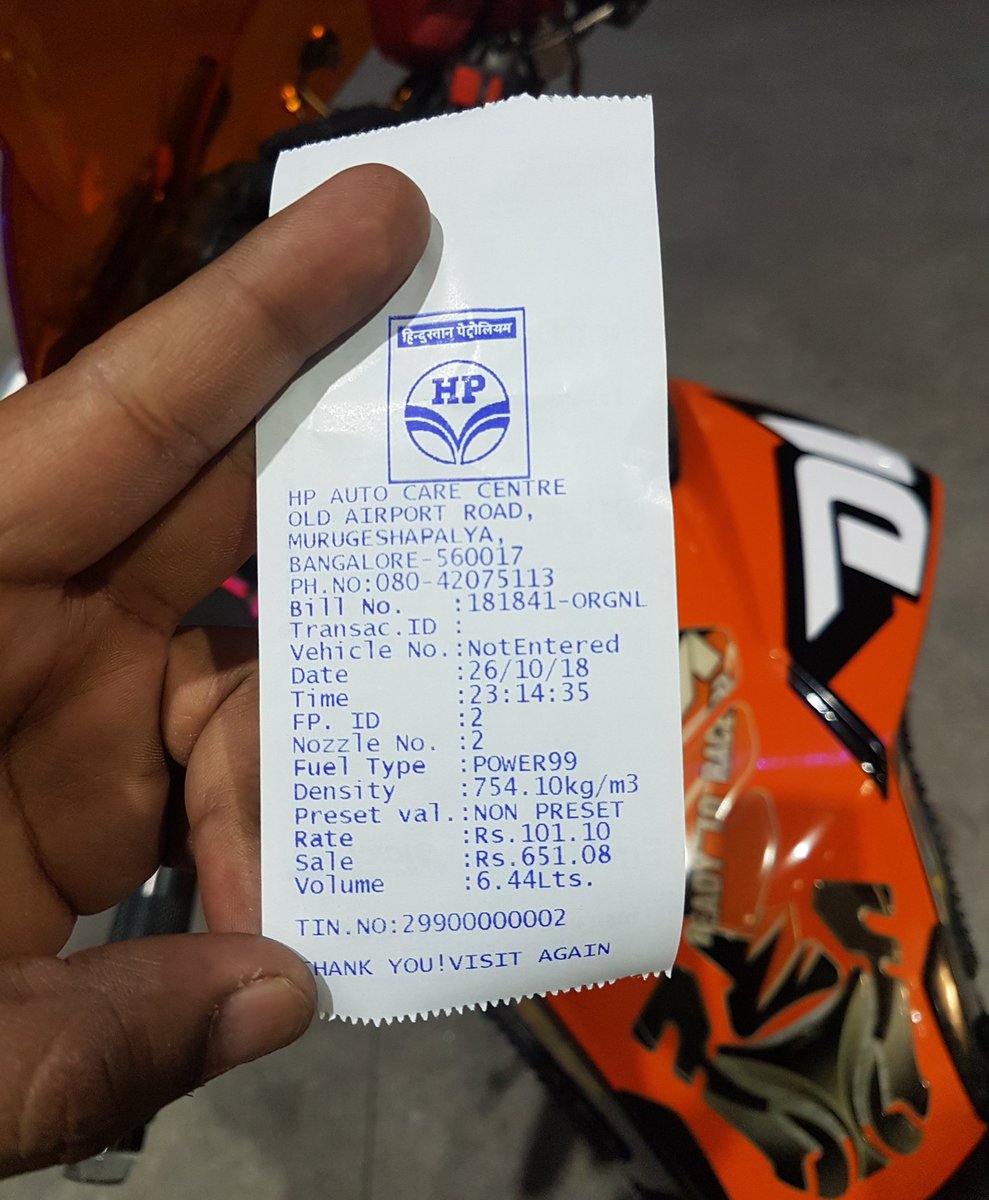 हिन्दुस्तान पेट्रोलियम
HP
HP AUTO CARE CENTRE
OLD AIRPORT ROAD,
MURUGESHAPALYA,
BANGALORE-560017
PH.NO:080-42075113
Bill No. :181841-ORGNL
Transac.ID :
Vehicle No.:NotEntered
Date :26/10/18
Time :23:14:35
FP. ID :2
Nozzle No. :2
Fuel Type :POWER99
Density :754.10kg/m3
Preset val.:NON PRESET
Rate :Rs.101.10
Sale :Rs.651.08
Volume :6.44Lts.
TIN.NO:29900000002
HANK YOU!VISIT AGAIN
READY TO RACE